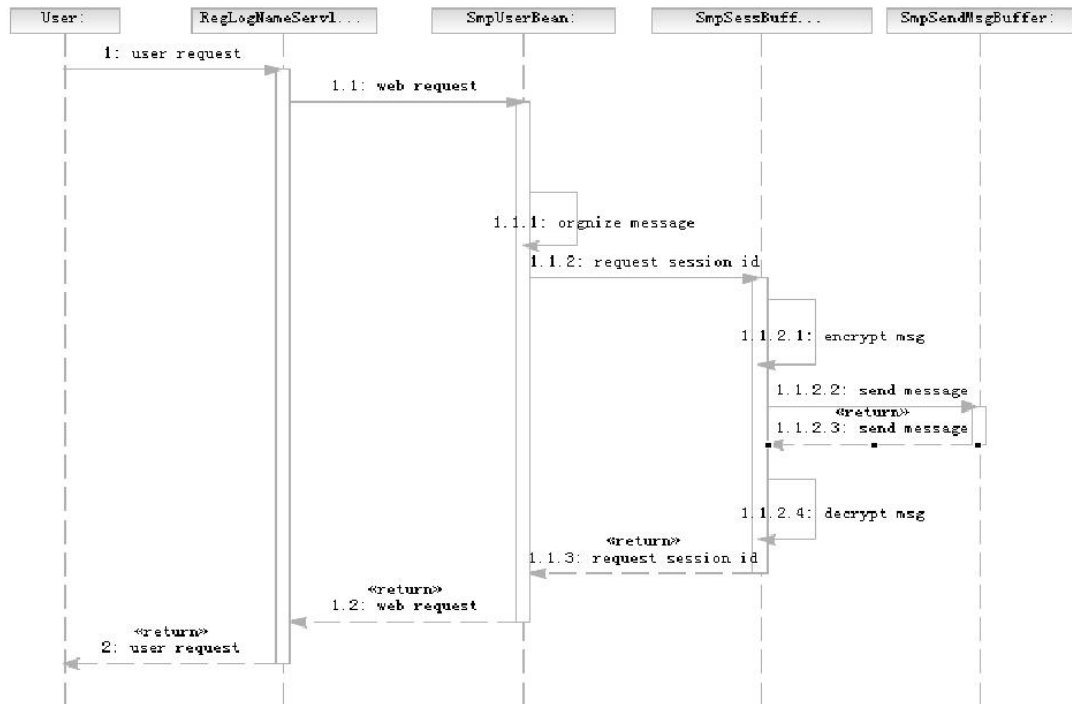 User:
RegLogNameServl...
SmpUserBean:
SmpSessBuff...
SmpSendMsgBuffer:
1: user request
1.1: web request
1.1.1: orgnize message
1.1.2: request session id
1.1.2.1: encrypt msg
1.1.2.2: send message
«return»
1.1.2.3: send message
1.1.2.4: decrypt msg
«return»
1.1.3: request session id
«return»
1.2: web request
«return»
2: user request